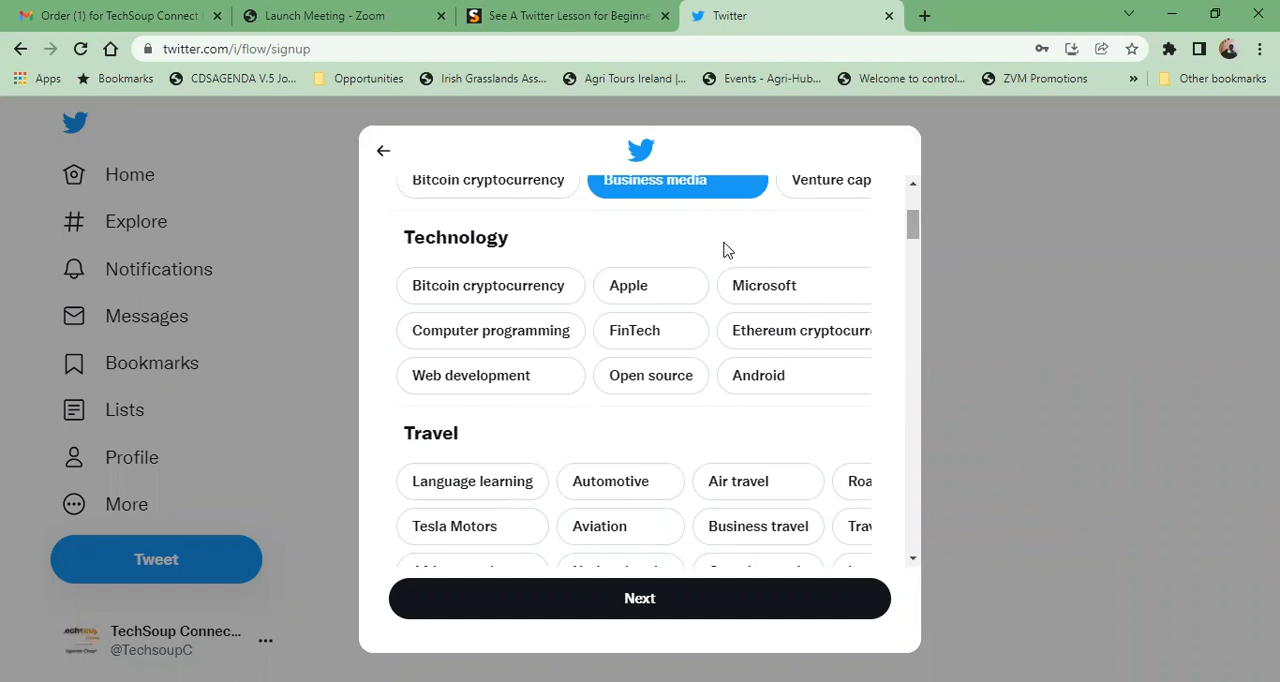 Order (1) for TechSoup Connect
Launch Meeting - Zoom
See A Twitter Lesson for Beginne
Twitter
twitter.com/i/flow/signup
Apps
Bookmarks
CDSAGENDA V.5 Jo...
Opportunities
Irish Grasslands Ass...
Agri Tours Ireland |...
Events - Agri-Hub...
Welcome to control...
ZVM Promotions
»
Other bookmarks
Home
Explore
Notifications
Messages
Bookmarks
Lists
Profile
More
Tweet
TechSoup Connec...
@TechsoupC
Bitcoin cryptocurrency
Business media
Venture cap
Technology
Bitcoin cryptocurrency
Apple
Microsoft
Computer programming
FinTech
Ethereum cryptocurr
Web development
Open source
Android
Travel
Language learning
Automotive
Air travel
Roa
Tesla Motors
Aviation
Business travel
Trav
Next